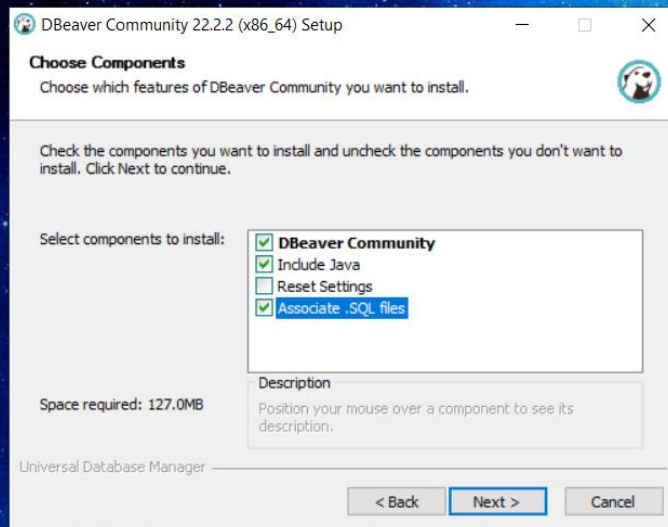 DBeaver Community 22.2.2 (x86_64) Setup
Choose Components
Choose which features of DBeaver Community you want to install.
Check the components you want to install and uncheck the components you don't want to
install. Click Next to continue.
Select components to install:
DBeaver Community
Include Java
Reset Settings
Associate .SQL files
Space required: 127.0MB
Description
Position your mouse over a component to see its
description.
Universal Database Manager
< Back
Next >
Cancel